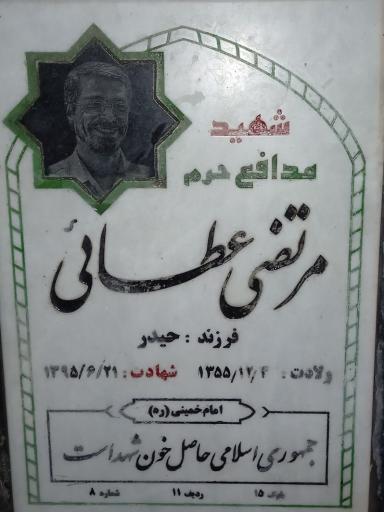 شهید
مدافع حرم
مرتضی عطائی
فرزند : حیدر
ولادت : ۱۳۵۵/۱۲/۴ شهادت : ۱۳۹۵/۶/۲۱
امام خمینی (ره)
جمهوری اسلامی حاصل خون شهداست
بلوک ۱۵ ردیف ۱۱ شماره ۸